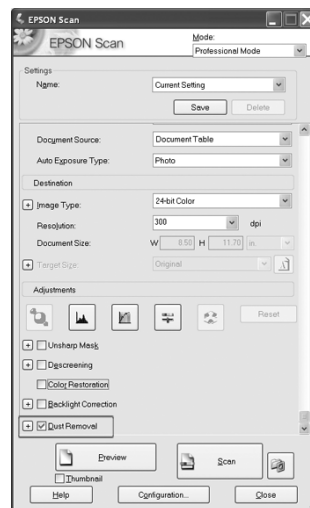 EPSON Scan
EPSON Scan
Mode:
Professional Mode
Settings
Name:
Current Setting
Save
Delete
Document Source:
Document Table
Auto Exposure Type:
Photo
Destination
Image Type:
24-bit Color
Resolution:
300
dpi
Document Size:
W 8.50 H 11.70 in.
Target Size:
Original
Adjustments
Reset
Unsharp Mask
Descreening
Color Restoration
Backlight Correction
Dust Removal
Preview
Scan
Thumbnail
Help
Configuration...
Close